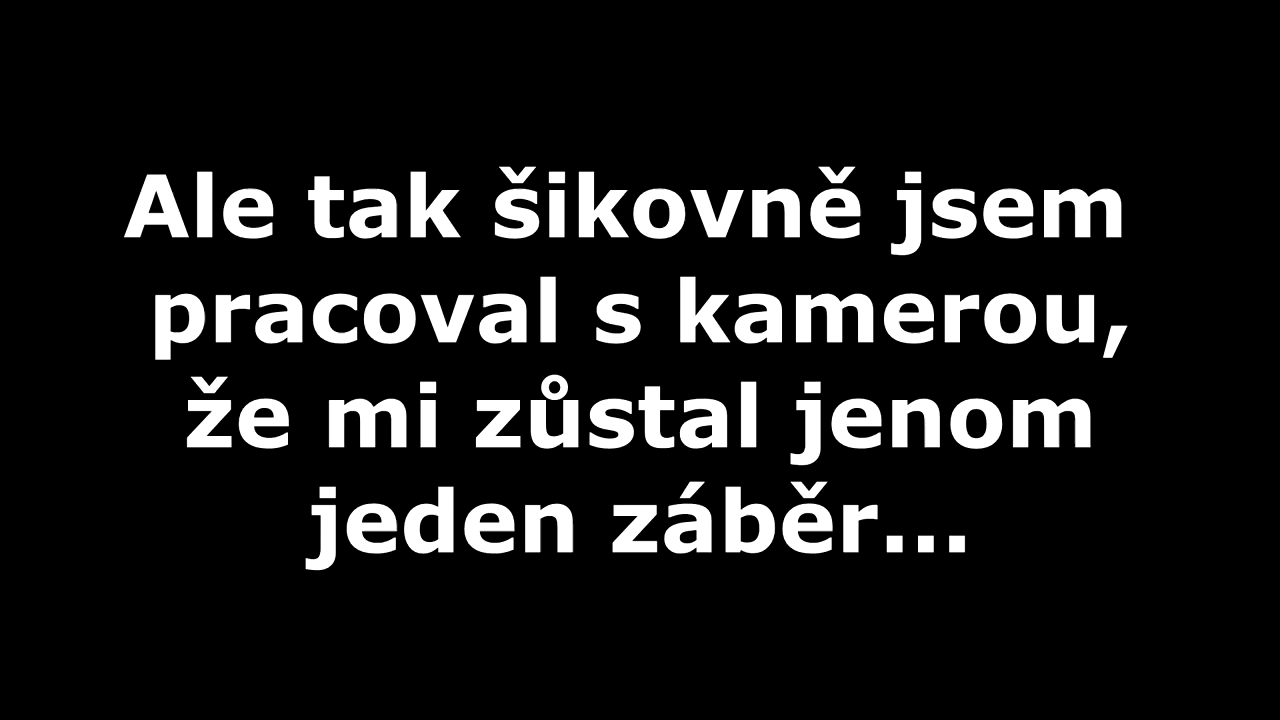 Ale tak šikovně jsem
pracoval s kamerou,
že mi zůstal jenom
jeden záběr...